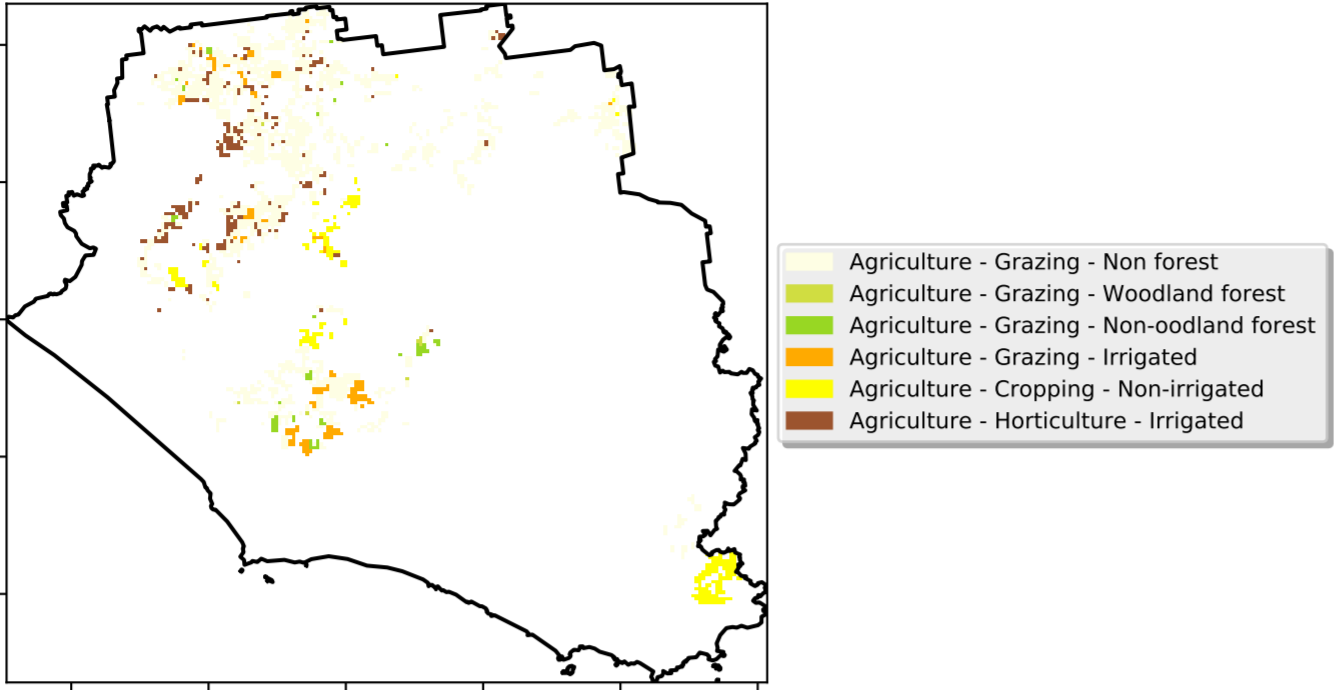 Agriculture - Grazing - Non forest
Agriculture - Grazing - Woodland forest
Agriculture - Grazing - Non-oodland forest
Agriculture - Grazing - Irrigated
Agriculture - Cropping - Non-irrigated
Agriculture - Horticulture - Irrigated